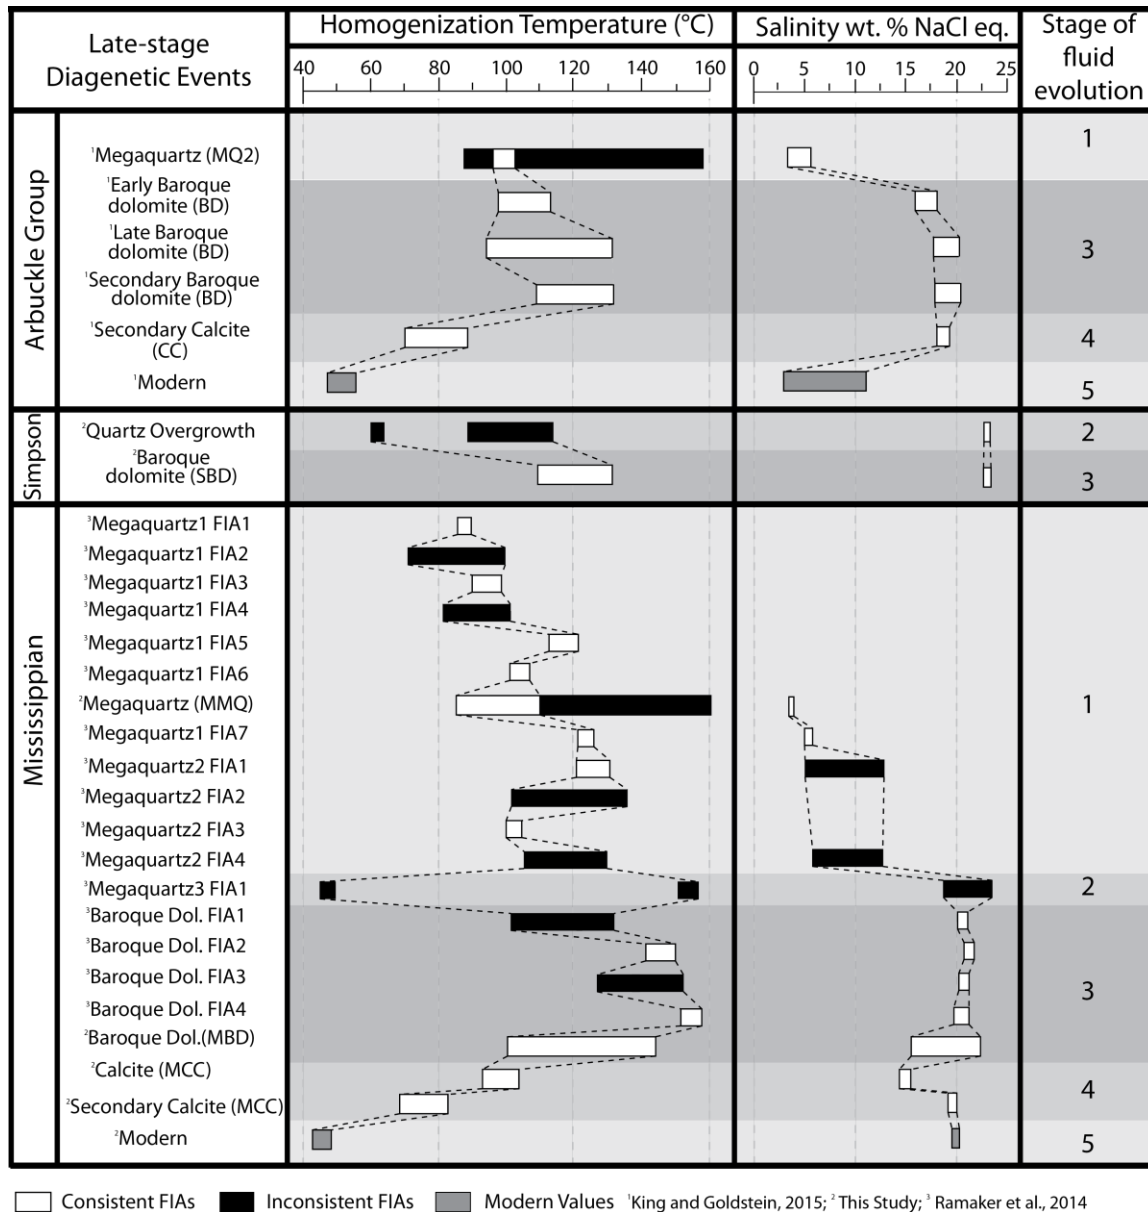 Late-stage
Diagenetic Events
Homogenization Temperature (°C)
40 60 80 100 120 140 160
Salinity wt. % NaCl eq.
0 5 10 15 20 25
Stage of
fluid
evolution
Arbuckle Group
¹Megaquartz (MQ2)
1
¹Early Baroque
dolomite (BD)
¹Late Baroque
dolomite (BD)
3
¹Secondary Baroque
dolomite (BD)
¹Secondary Calcite
(CC)
4
¹Modern
5
Simpson
²Quartz Overgrowth
2
²Baroque
dolomite (SBD)
3
Mississippian
³Megaquartz1 FIA1
³Megaquartz1 FIA2
³Megaquartz1 FIA3
³Megaquartz1 FIA4
³Megaquartz1 FIA5
³Megaquartz1 FIA6
²Megaquartz (MMQ)
1
³Megaquartz1 FIA7
³Megaquartz2 FIA1
³Megaquartz2 FIA2
³Megaquartz2 FIA3
³Megaquartz2 FIA4
³Megaquartz3 FIA1
2
³Baroque Dol. FIA1
³Baroque Dol. FIA2
³Baroque Dol. FIA3
3
³Baroque Dol. FIA4
²Baroque Dol.(MBD)
²Calcite (MCC)
4
²Secondary Calcite (MCC)
²Modern
5
Consistent FIAs Inconsistent FIAs Modern Values ¹King and Goldstein, 2015; ² This Study; ³ Ramaker et al., 2014